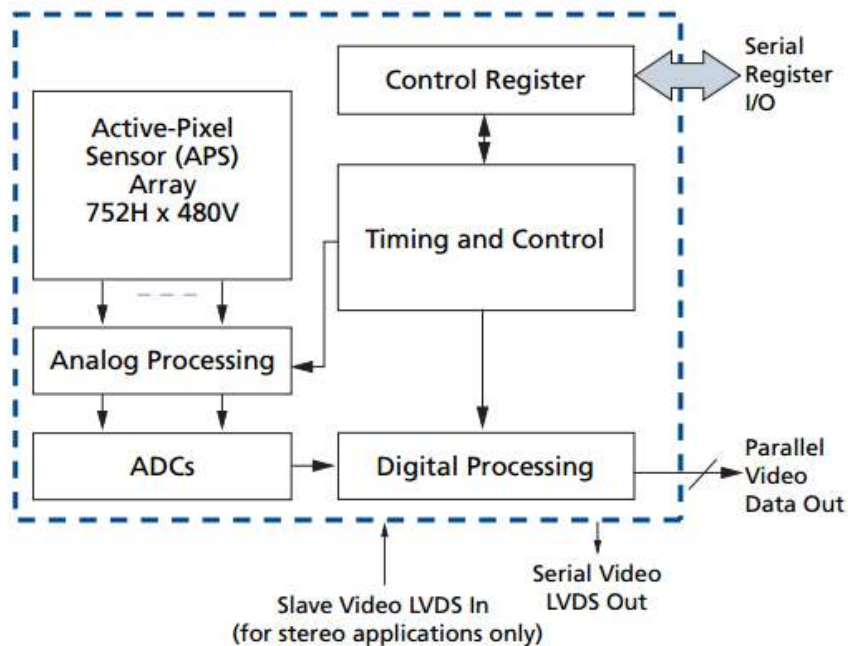 Control Register
Serial
Register
I/O
Active-Pixel
Sensor (APS)
Array
752H x 480V
Timing and Control
Analog Processing
ADCs
Digital Processing
Parallel
Video
Data Out
Slave Video LVDS In
(for stereo applications only)
Serial Video
LVDS Out